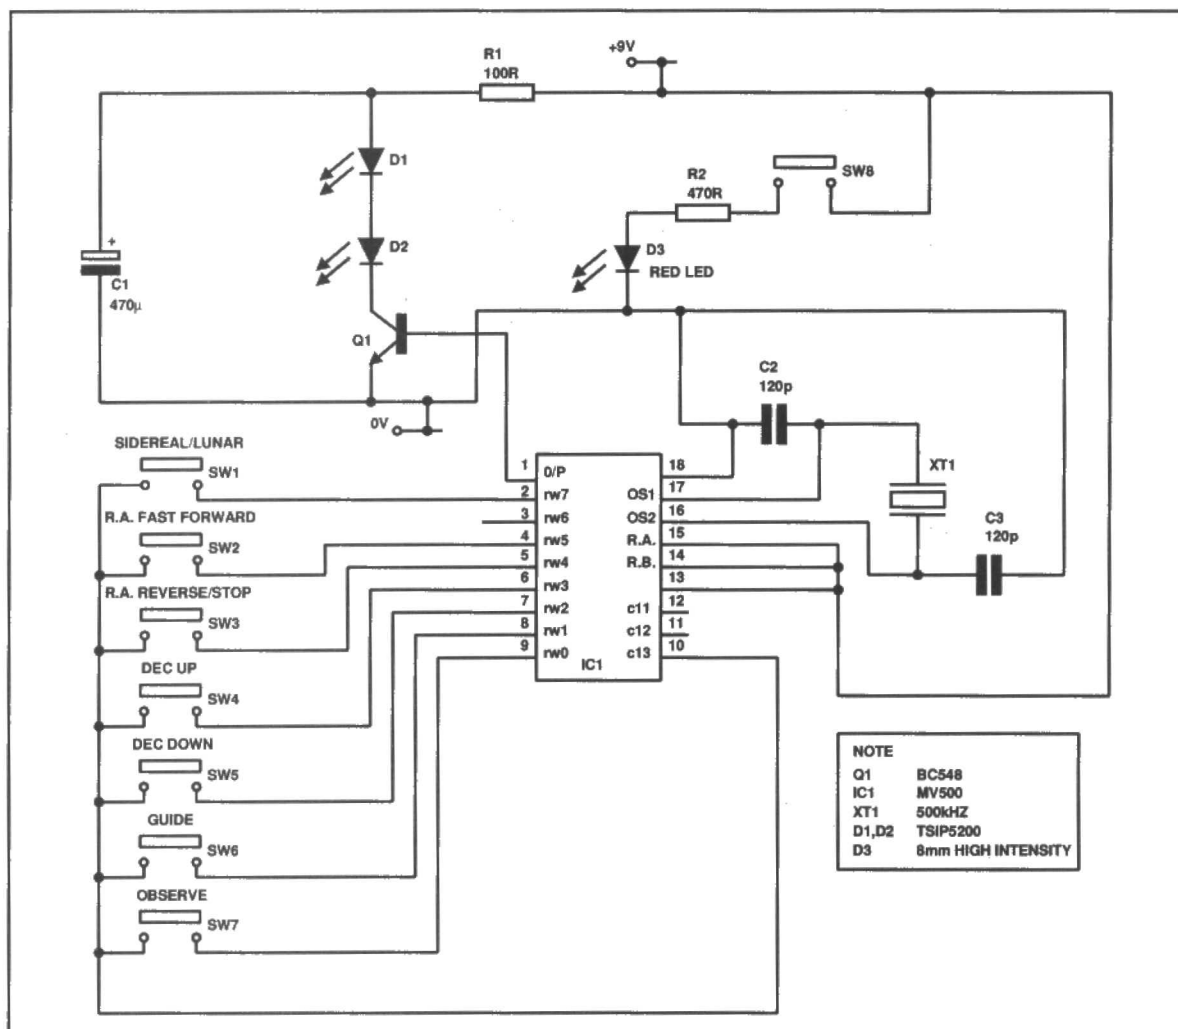 +9V
R1
100R
D1
SW8
R2
470R
D2
D3
RED LED
+
C1
470µ
Q1
C2
120p
0V
SIDEREAL/LUNAR
SW1
R.A. FAST FORWARD
SW2
R.A. REVERSE/STOP
SW3
DEC UP
SW4
DEC DOWN
SW5
GUIDE
SW6
OBSERVE
SW7
1 0/P
2 rw7
3 rw6
4 rw5
5 rw4
6 rw3
7 rw2
8 rw1
9 rw0
18
OS1 17
OS2 16
R.A. 15
R.B. 14
13
c11 12
c12 11
c13 10
IC1
XT1
C3
120p
NOTE
Q1 BC548
IC1 MV500
XT1 500kHZ
D1,D2 TSIP5200
D3 8mm HIGH INTENSITY